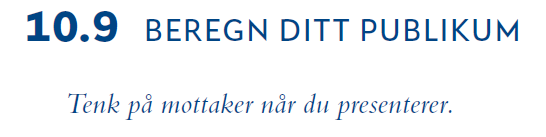 10.9 BEREGN DITT PUBLIKUM
Tenk på mottaker når du presenterer.